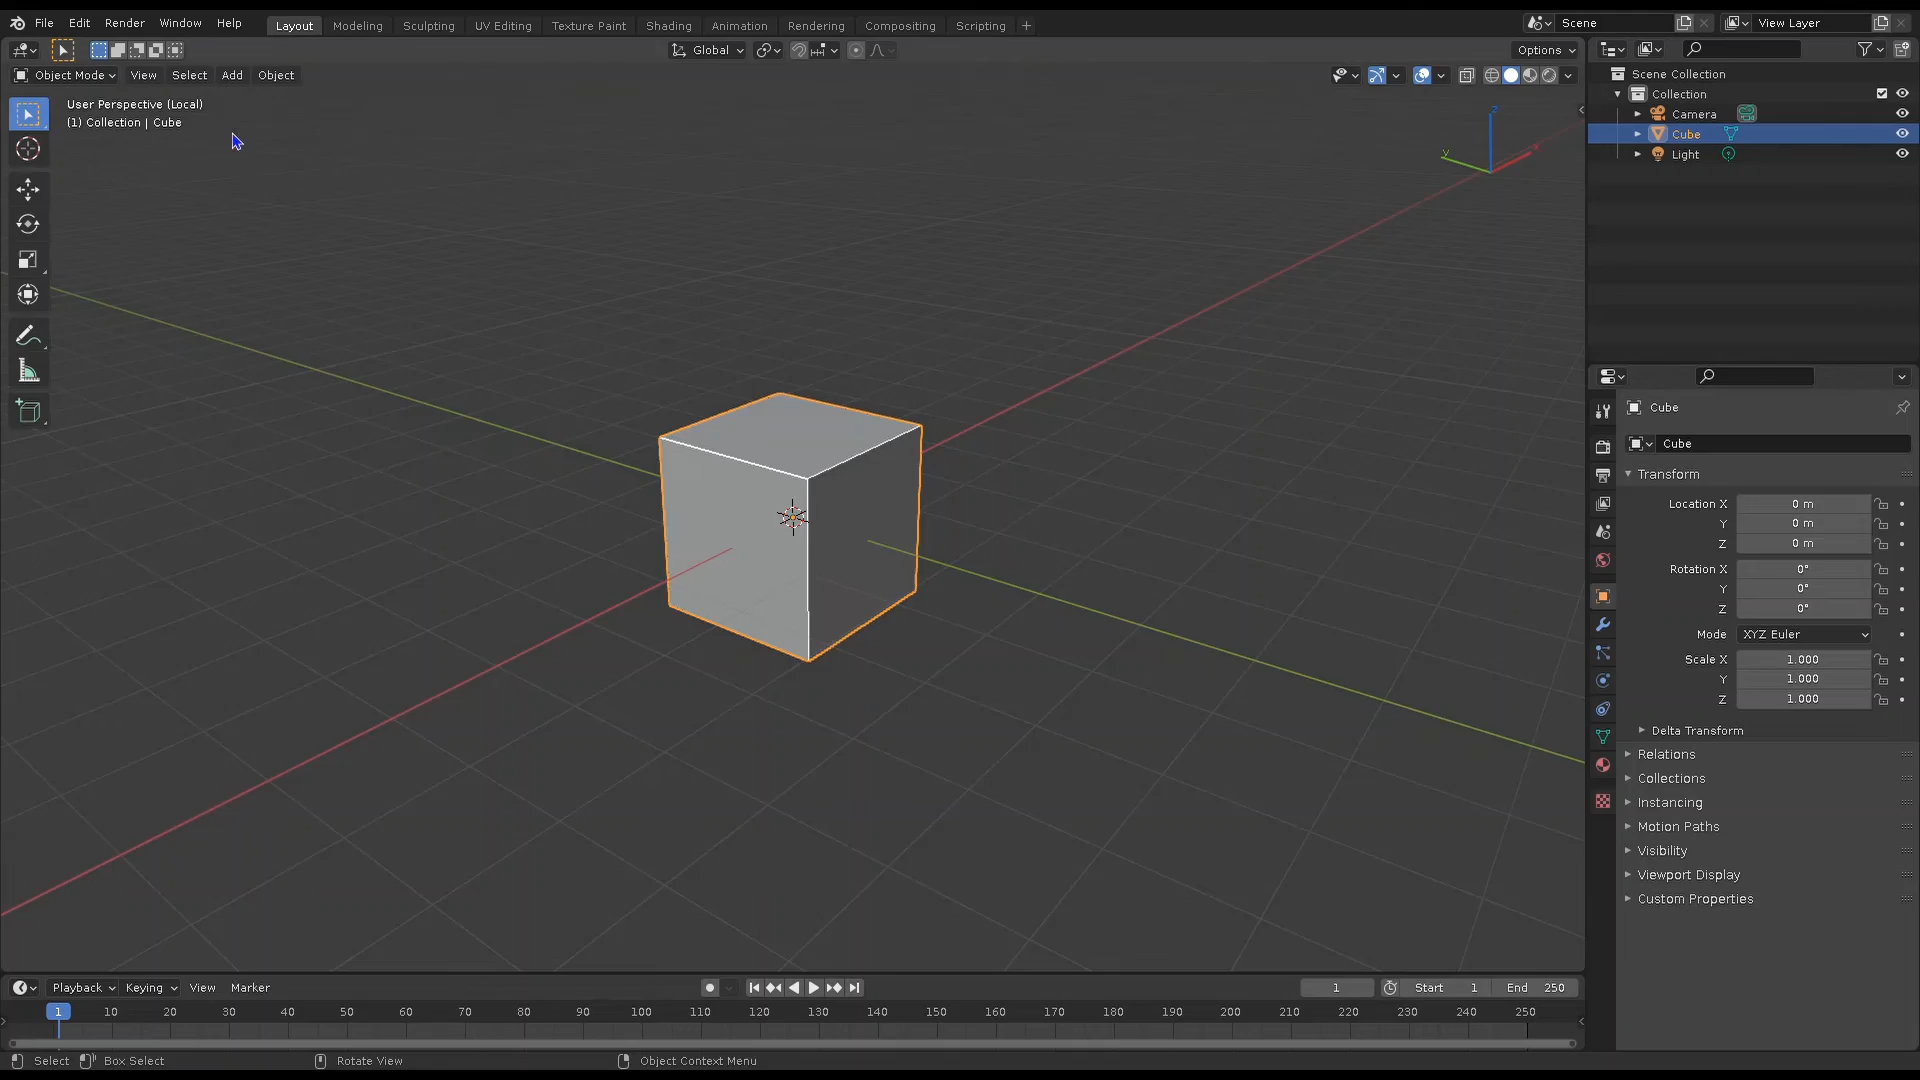 File Edit Render Window Help Layout Modeling Sculpting UV Editing Texture Paint Shading Animation Rendering Compositing Scripting + Scene View Layer
Global Options
Object Mode View Select Add Object
User Perspective (Local)
(1) Collection | Cube
Z
Y
X
Scene Collection
Collection
Camera
Cube
Light
Cube
Cube
Transform
Location X 0 m
Y 0 m
Z 0 m
Rotation X 0°
Y 0°
Z 0°
Mode XYZ Euler
Scale X 1.000
Y 1.000
Z 1.000
Delta Transform
Relations
Collections
Instancing
Motion Paths
Visibility
Viewport Display
Custom Properties
Playback Keying View Marker 1 Start 1 End 250
1 10 20 30 40 50 60 70 80 90 100 110 120 130 140 150 160 170 180 190 200 210 220 230 240 250
Select Box Select Rotate View Object Context Menu